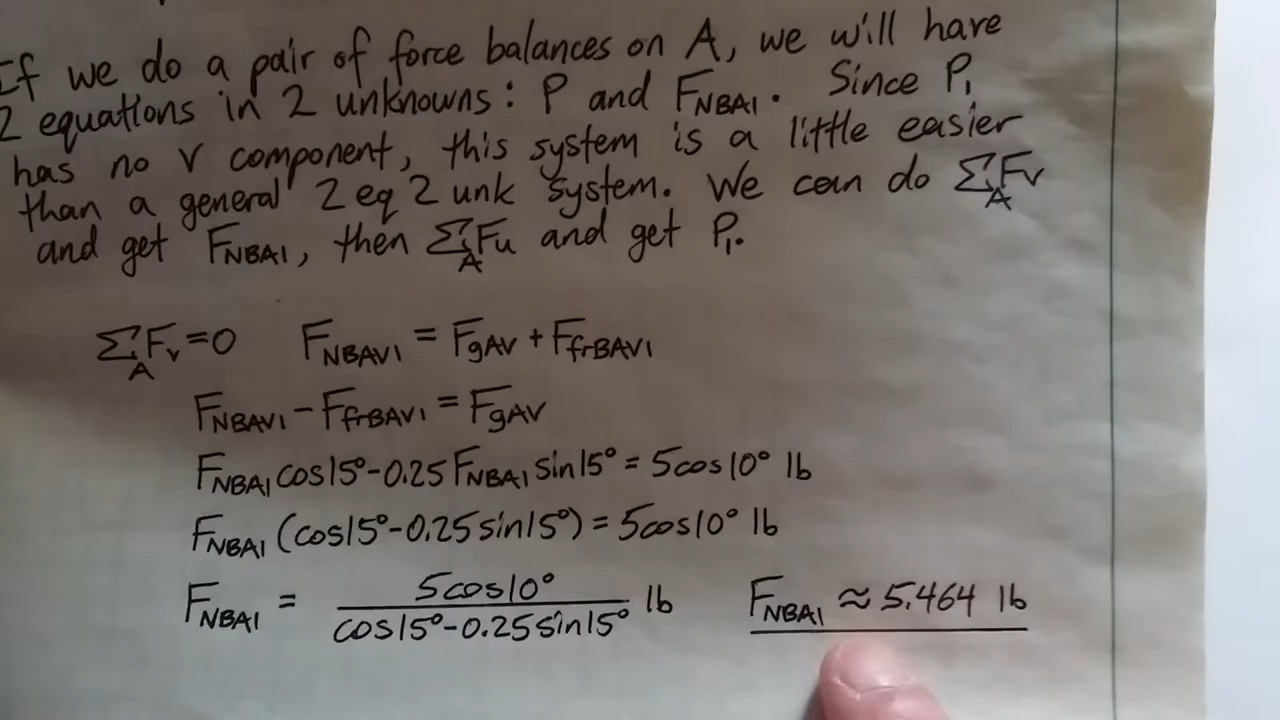 If we do a pair of force balances on A, we will have
2 equations in 2 unknowns: P and FNBA1. Since P1
has no v component, this system is a little easier
than a general 2 eq 2 unk system. We can do ΣFv
A
and get FNBA1, then ΣFu and get P1.
A
ΣFv=0 FNBAV1 = FgAV + FfrBAV1
A
FNBAV1 - FfrBAV1 = FgAV
FNBA1 cos15° - 0.25 FNBA1 sin15° = 5cos10° lb
FNBA1 (cos15° - 0.25 sin15°) = 5cos10° lb
FNBA1 = 5cos10° / cos15° - 0.25 sin15° lb FNBA1 ≈ 5.464 lb